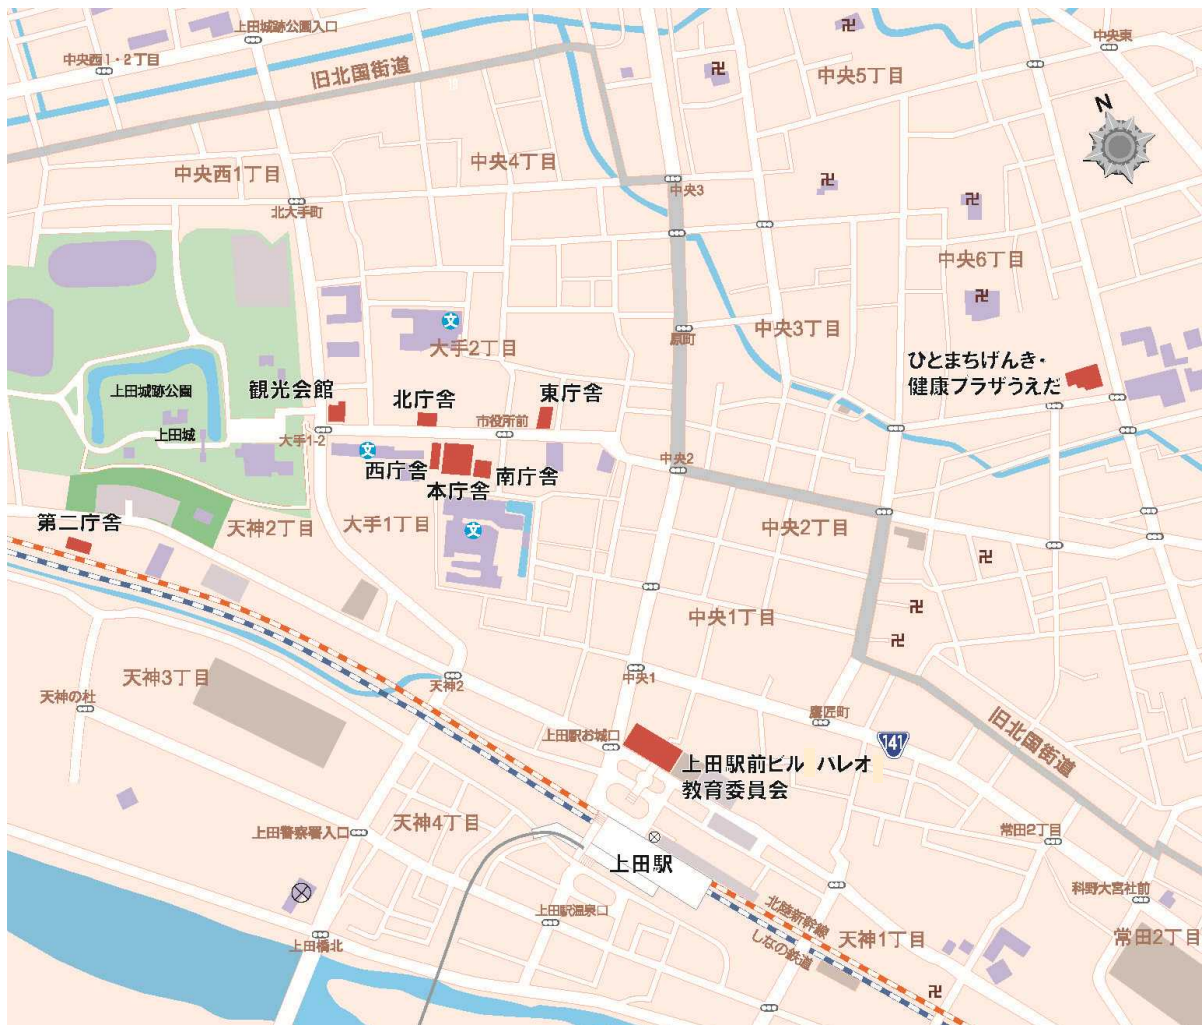 上田城跡公園入口
中央東
中央西1・2丁目
旧北国街道
中央5丁目
N
中央4丁目
中央西1丁目
中央3
北大手町
中央6丁目
中央3丁目
原町
文
大手2丁目
ひとまちげんき・
健康プラザうえだ
上田城跡公園
観光会館
北庁舎
東庁舎
市役所前
上田城
大手1-2
文
西庁舎
本庁舎
南庁舎
中央2
第二庁舎
天神2丁目
大手1丁目
文
中央2丁目
中央1丁目
天神3丁目
天神2
中央1
天神の杜
鷹匠町
上田駅お城口
141
旧北国街道
上田駅前ビル ハレオ
教育委員会
上田警察署入口
天神4丁目
常田2丁目
上田駅
科野大宮社前
上田駅温泉口
北陸新幹線
しなの鉄道
天神1丁目
常田2丁目
上田橋北